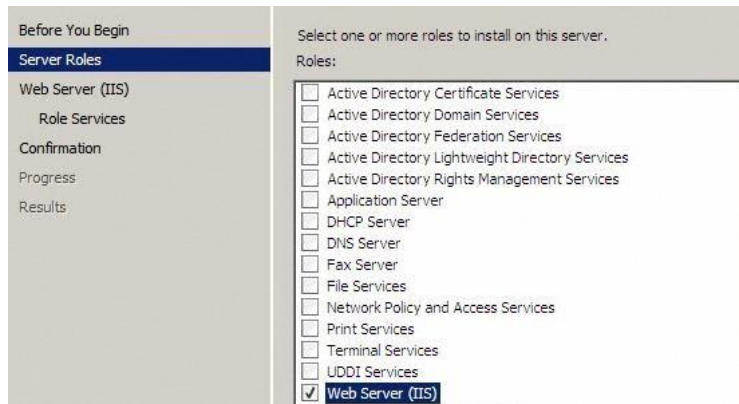 Before You Begin
Server Roles
Web Server (IIS)
Role Services
Confirmation
Progress
Results
Select one or more roles to install on this server.
Roles:
Active Directory Certificate Services
Active Directory Domain Services
Active Directory Federation Services
Active Directory Lightweight Directory Services
Active Directory Rights Management Services
Application Server
DHCP Server
DNS Server
Fax Server
File Services
Network Policy and Access Services
Print Services
Terminal Services
UDDI Services
Web Server (IIS)